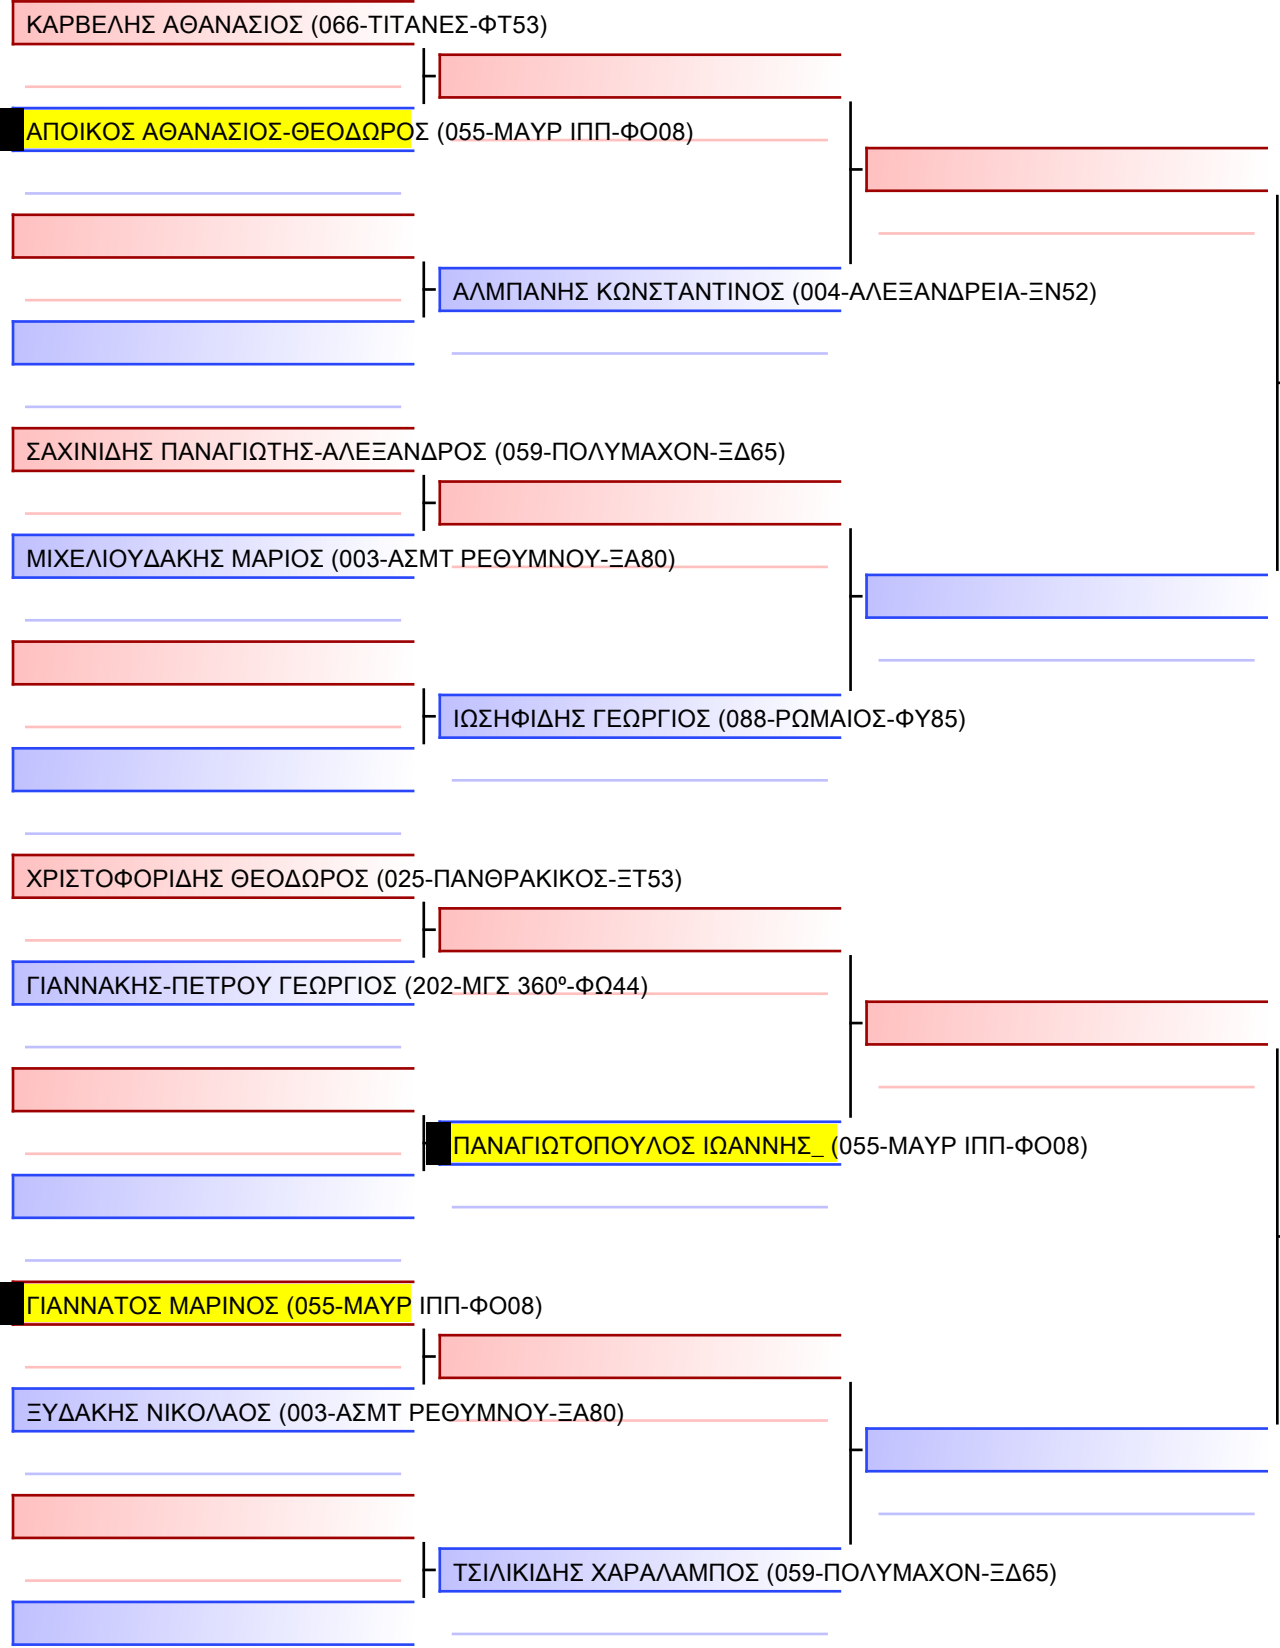 ΚΑΡΒΕΛΗΣ ΑΘΑΝΑΣΙΟΣ (066-ΤΙΤΑΝΕΣ-ΦΤ53)
ΑΠΟΙΚΟΣ ΑΘΑΝΑΣΙΟΣ-ΘΕΟΔΩΡΟΣ (055-ΜΑΥΡ ΙΠΠ-ΦΟ08)
ΑΛΜΠΑΝΗΣ ΚΩΝΣΤΑΝΤΙΝΟΣ (004-ΑΛΕΞΑΝΔΡΕΙΑ-ΞΝ52)
ΣΑΧΙΝΙΔΗΣ ΠΑΝΑΓΙΩΤΗΣ-ΑΛΕΞΑΝΔΡΟΣ (059-ΠΟΛΥΜΑΧΟΝ-ΞΔ65)
ΜΙΧΕΛΙΟΥΔΑΚΗΣ ΜΑΡΙΟΣ (003-ΑΣΜΤ ΡΕΘΥΜΝΟΥ-ΞΑ80)
ΙΩΣΗΦΙΔΗΣ ΓΕΩΡΓΙΟΣ (088-ΡΩΜΑΙΟΣ-ΦΥ85)
ΧΡΙΣΤΟΦΟΡΙΔΗΣ ΘΕΟΔΩΡΟΣ (025-ΠΑΝΘΡΑΚΙΚΟΣ-ΞΤ53)
ΓΙΑΝΝΑΚΗΣ-ΠΕΤΡΟΥ ΓΕΩΡΓΙΟΣ (202-ΜΓΣ 360º-ΦΩ44)
ΠΑΝΑΓΙΩΤΟΠΟΥΛΟΣ ΙΩΑΝΝΗΣ_ (055-ΜΑΥΡ ΙΠΠ-ΦΟ08)
ΓΙΑΝΝΑΤΟΣ ΜΑΡΙΝΟΣ (055-ΜΑΥΡ ΙΠΠ-ΦΟ08)
ΞΥΔΑΚΗΣ ΝΙΚΟΛΑΟΣ (003-ΑΣΜΤ ΡΕΘΥΜΝΟΥ-ΞΑ80)
ΤΣΙΛΙΚΙΔΗΣ ΧΑΡΑΛΑΜΠΟΣ (059-ΠΟΛΥΜΑΧΟΝ-ΞΔ65)